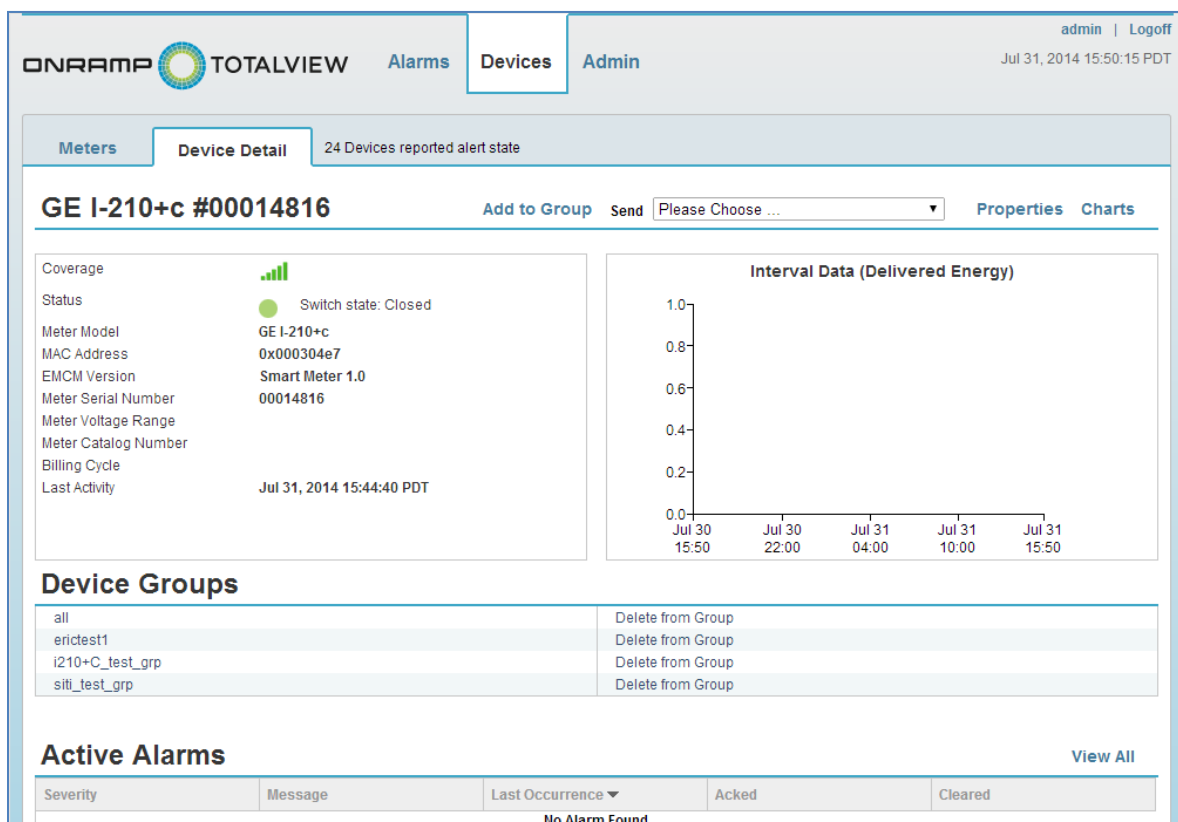 admin | Logoff
ONRAMP TOTALVIEW Alarms Devices Admin
Jul 31, 2014 15:50:15 PDT
Meters Device Detail 24 Devices reported alert state
GE I-210+c #00014816 Add to Group Send Please Choose ... Properties Charts
Coverage
Status Switch state: Closed
Meter Model GE I-210+c
MAC Address 0x000304e7
EMCM Version Smart Meter 1.0
Meter Serial Number 00014816
Meter Voltage Range
Meter Catalog Number
Billing Cycle
Last Activity Jul 31, 2014 15:44:40 PDT
Interval Data (Delivered Energy)
1.0
0.8
0.6
0.4
0.2
0.0
Jul 30 Jul 30 Jul 31 Jul 31 Jul 31
15:50 22:00 04:00 10:00 15:50
Device Groups
all Delete from Group
erictest1 Delete from Group
i210+C_test_grp Delete from Group
siti_test_grp Delete from Group
Active Alarms View All
Severity Message Last Occurrence Acked Cleared
No Alarm Found